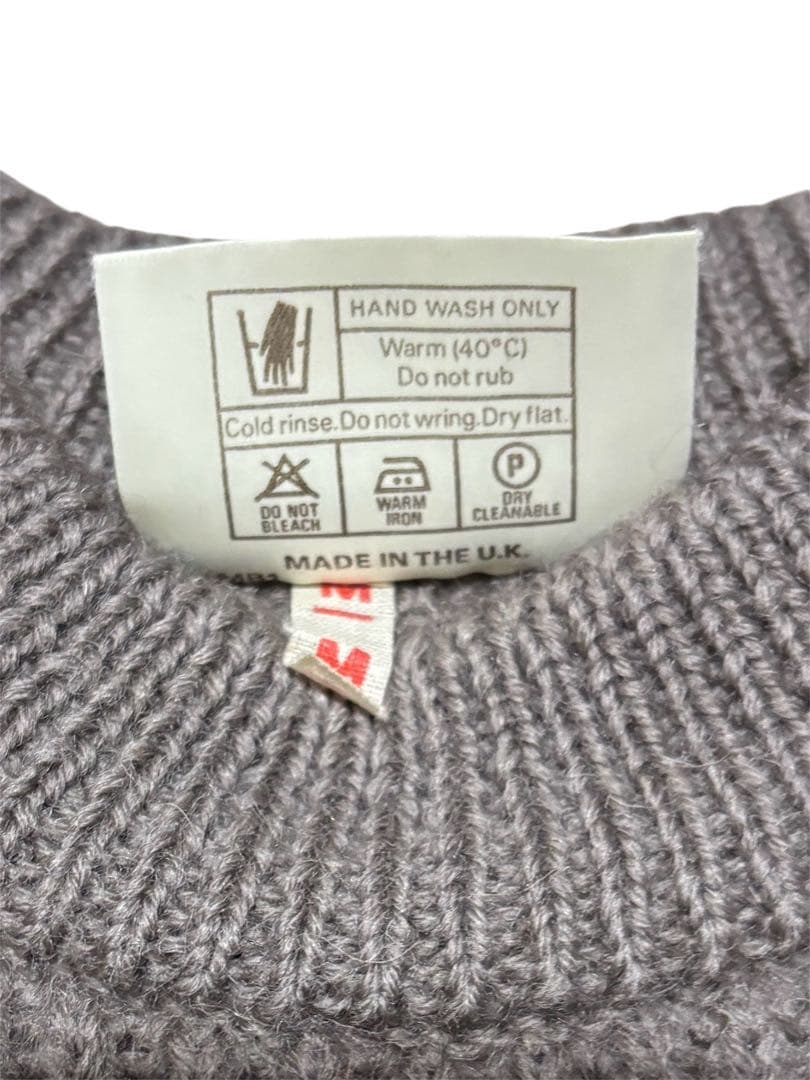 HAND WASH ONLY
Warm (40°C)
Do not rub
Cold rinse. Do not wring. Dry flat.
DO NOT
BLEACH
WARM
IRON
P
DRY
CLEANABLE
MADE IN THE U.K.
M
M